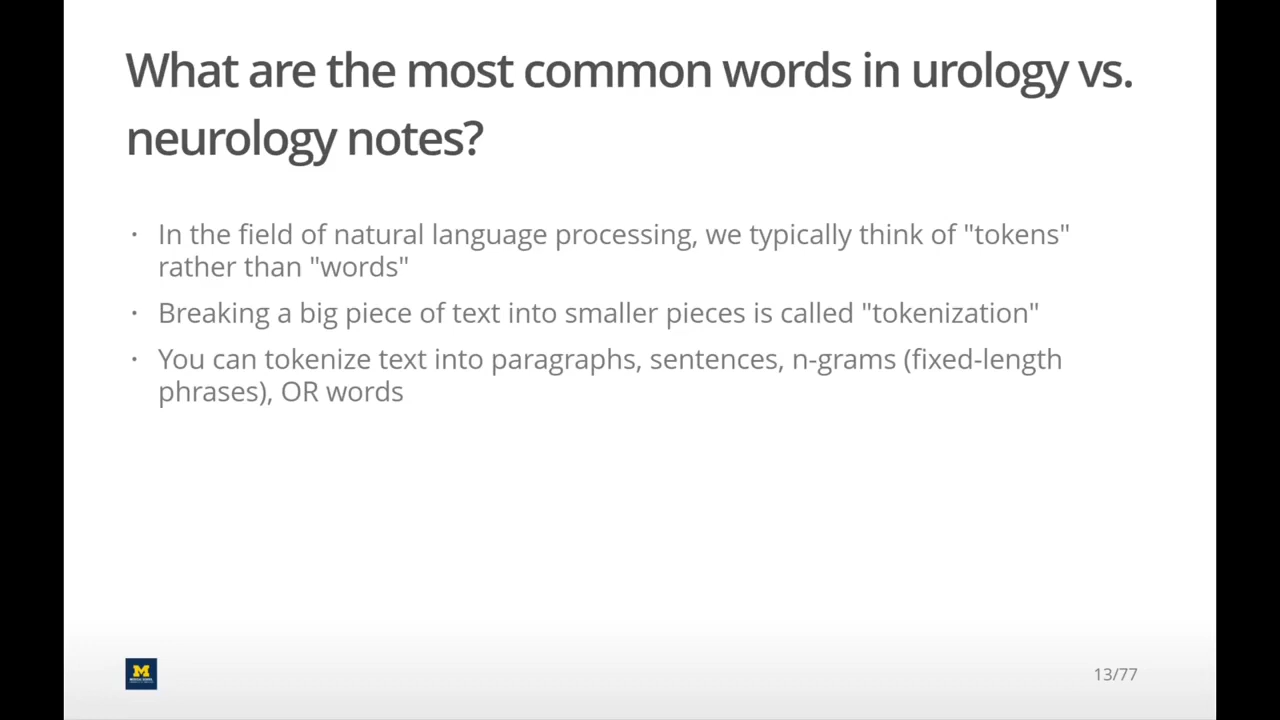 What are the most common words in urology vs.
neurology notes?
· In the field of natural language processing, we typically think of "tokens"
rather than "words"
· Breaking a big piece of text into smaller pieces is called "tokenization"
· You can tokenize text into paragraphs, sentences, n-grams (fixed-length
phrases), OR words
M
13/77